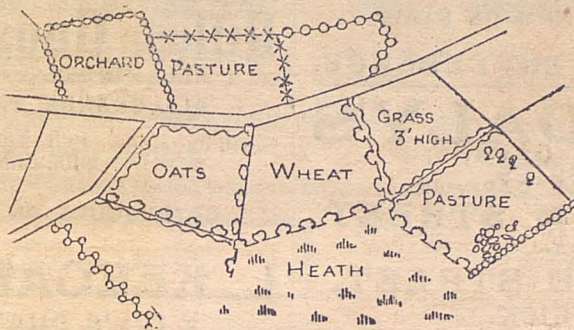 ORCHARD
PASTURE
GRASS
3' HIGH
OATS
WHEAT
PASTURE
HEATH